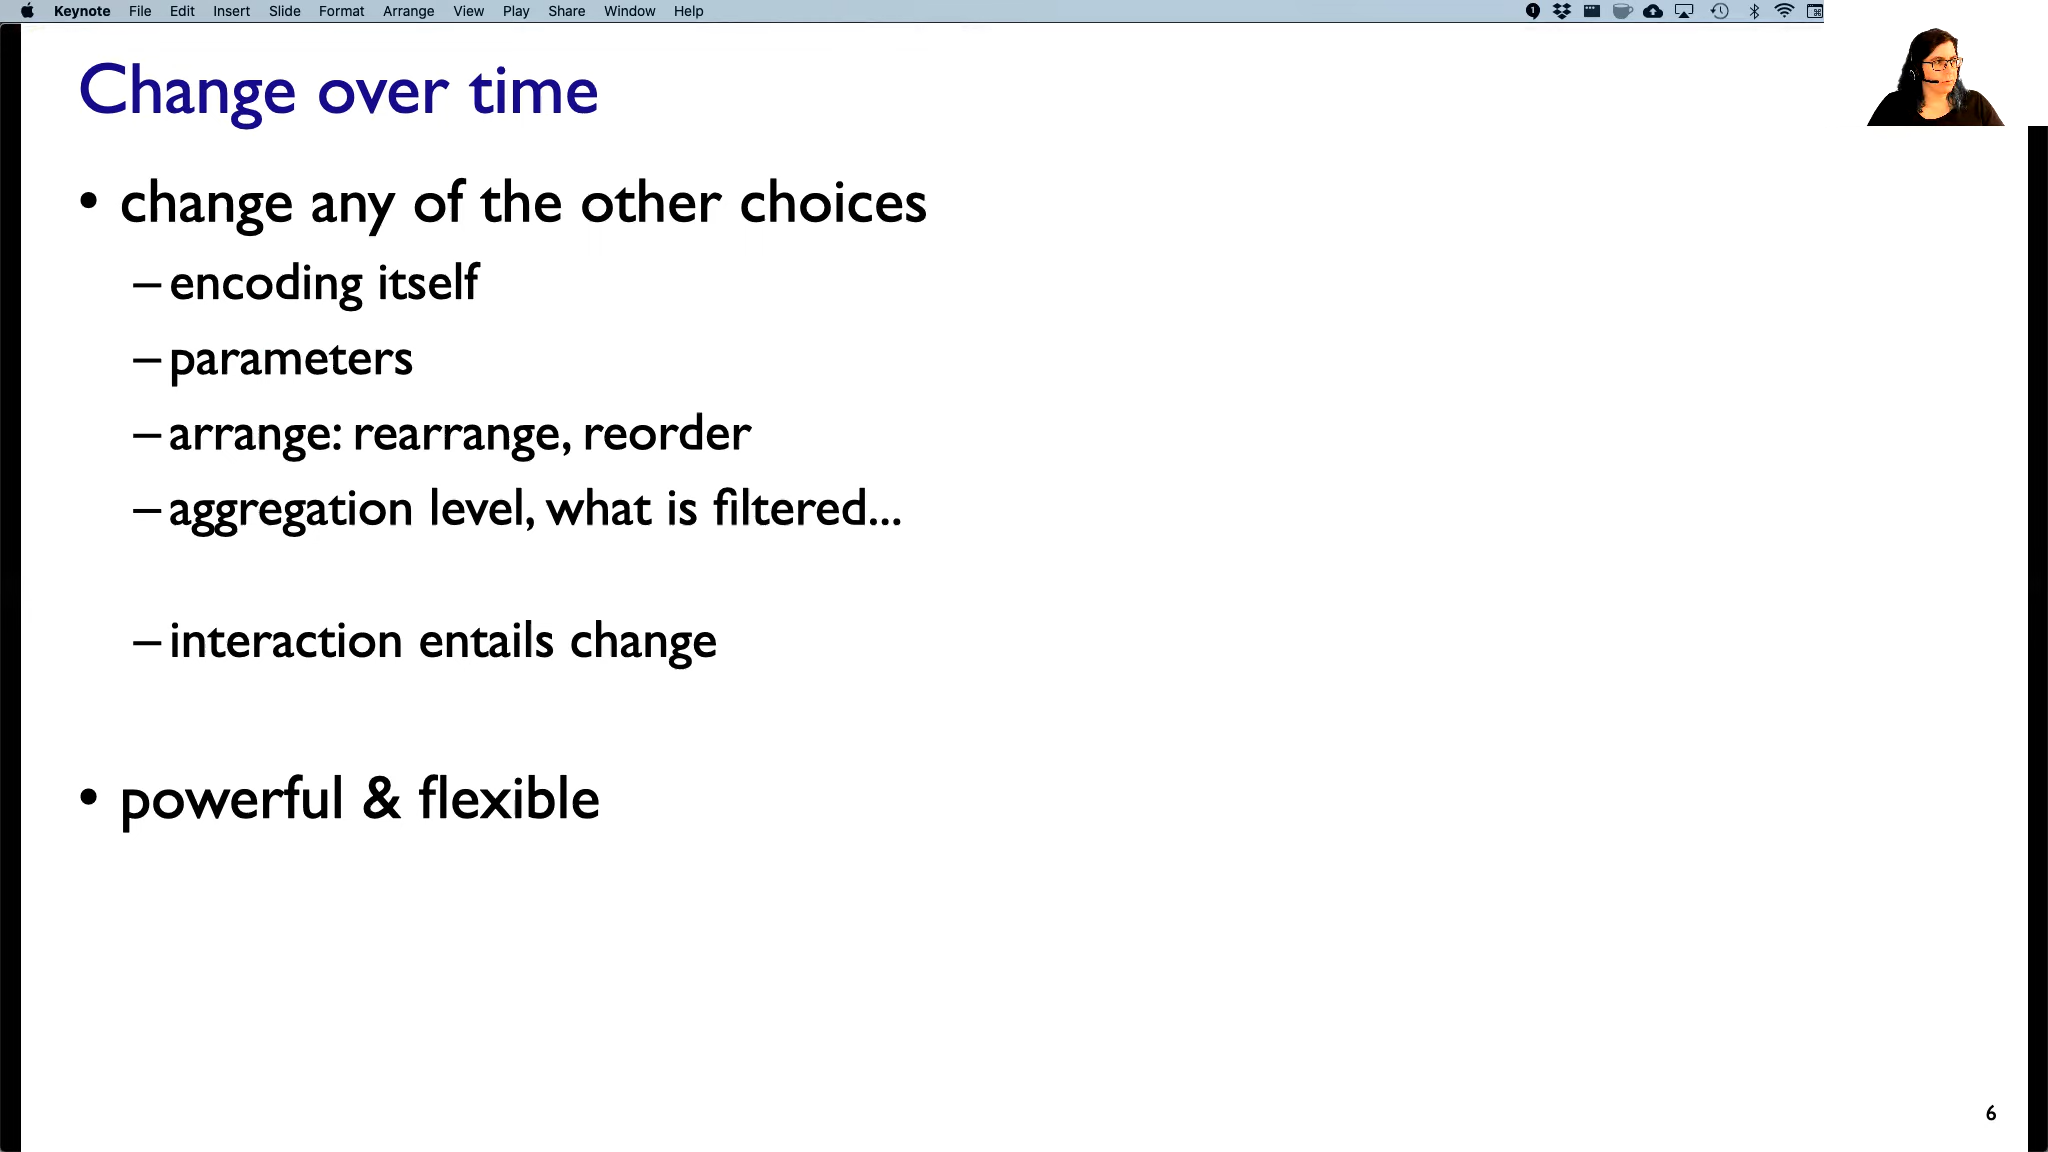 Keynote File Edit Insert Slide Format Arrange View Play Share Window Help
Change over time
• change any of the other choices
– encoding itself
– parameters
– arrange: rearrange, reorder
– aggregation level, what is filtered...
– interaction entails change
• powerful & flexible
6